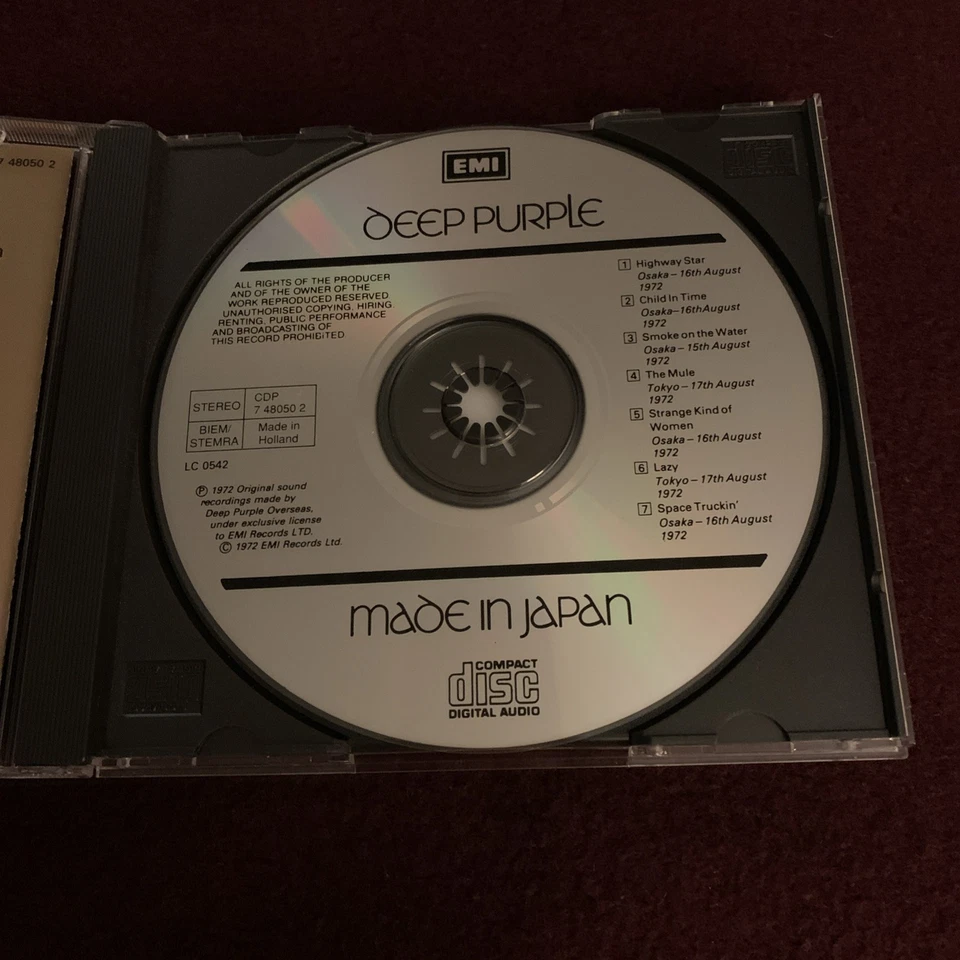 7 48050 2
EMI
DEEP PURPLE
ALL RIGHTS OF THE PRODUCER
AND OF THE OWNER OF THE
WORK REPRODUCED RESERVED
UNAUTHORISED COPYING, HIRING,
RENTING, PUBLIC PERFORMANCE
AND BROADCASTING OF
THIS RECORD PROHIBITED
STEREO
CDP
7 48050 2
BIEM/
STEMRA
Made in
Holland
LC 0542
Ⓟ 1972 Original sound
recordings made by
Deep Purple Overseas,
under exclusive license
to EMI Records LTD.
© 1972 EMI Records Ltd.
1 Highway Star
Osaka – 16th August
1972
2 Child In Time
Osaka – 16thAugust
1972
3 Smoke on the Water
Osaka – 15th August
1972
4 The Mule
Tokyo – 17th August
1972
5 Strange Kind of
Women
Osaka – 16th August
1972
6 Lazy
Tokyo – 17th August
1972
7 Space Truckin'
Osaka – 16th August
1972
MADE IN JAPAN
COMPACT
disc
DIGITAL AUDIO